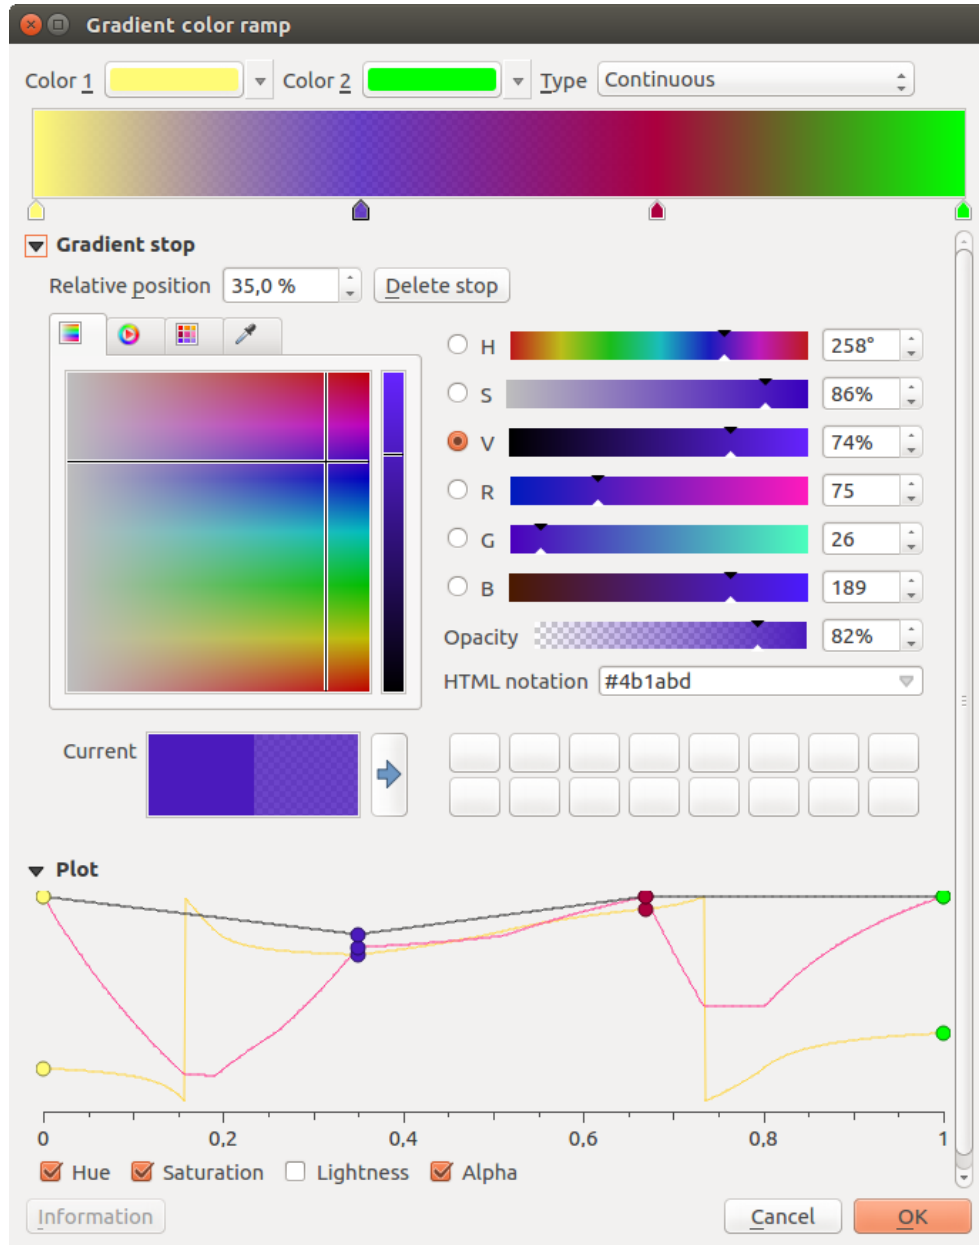 Gradient color ramp
Color 1 Color 2 Type Continuous
Gradient stop
Relative position 35,0 % Delete stop
H 258°
S 86%
V 74%
R 75
G 26
B 189
Opacity 82%
HTML notation #4b1abd
Current
Plot
0 0,2 0,4 0,6 0,8 1
Hue Saturation Lightness Alpha
Information Cancel OK